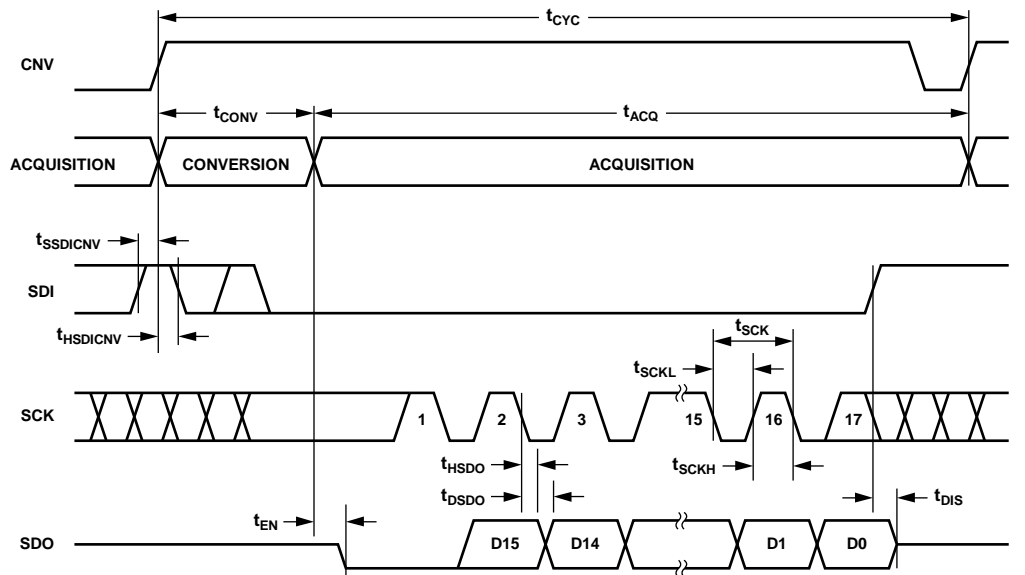 tCYC
CNV
tCONV
tACQ
ACQUISITION
CONVERSION
ACQUISITION
tSSDICNV
SDI
tHSDICNV
tSCK
tSCKL
SCK
1
2
3
15
16
17
tHSDO
tSCKH
tDSDO
tDIS
tEN
SDO
D15
D14
D1
D0